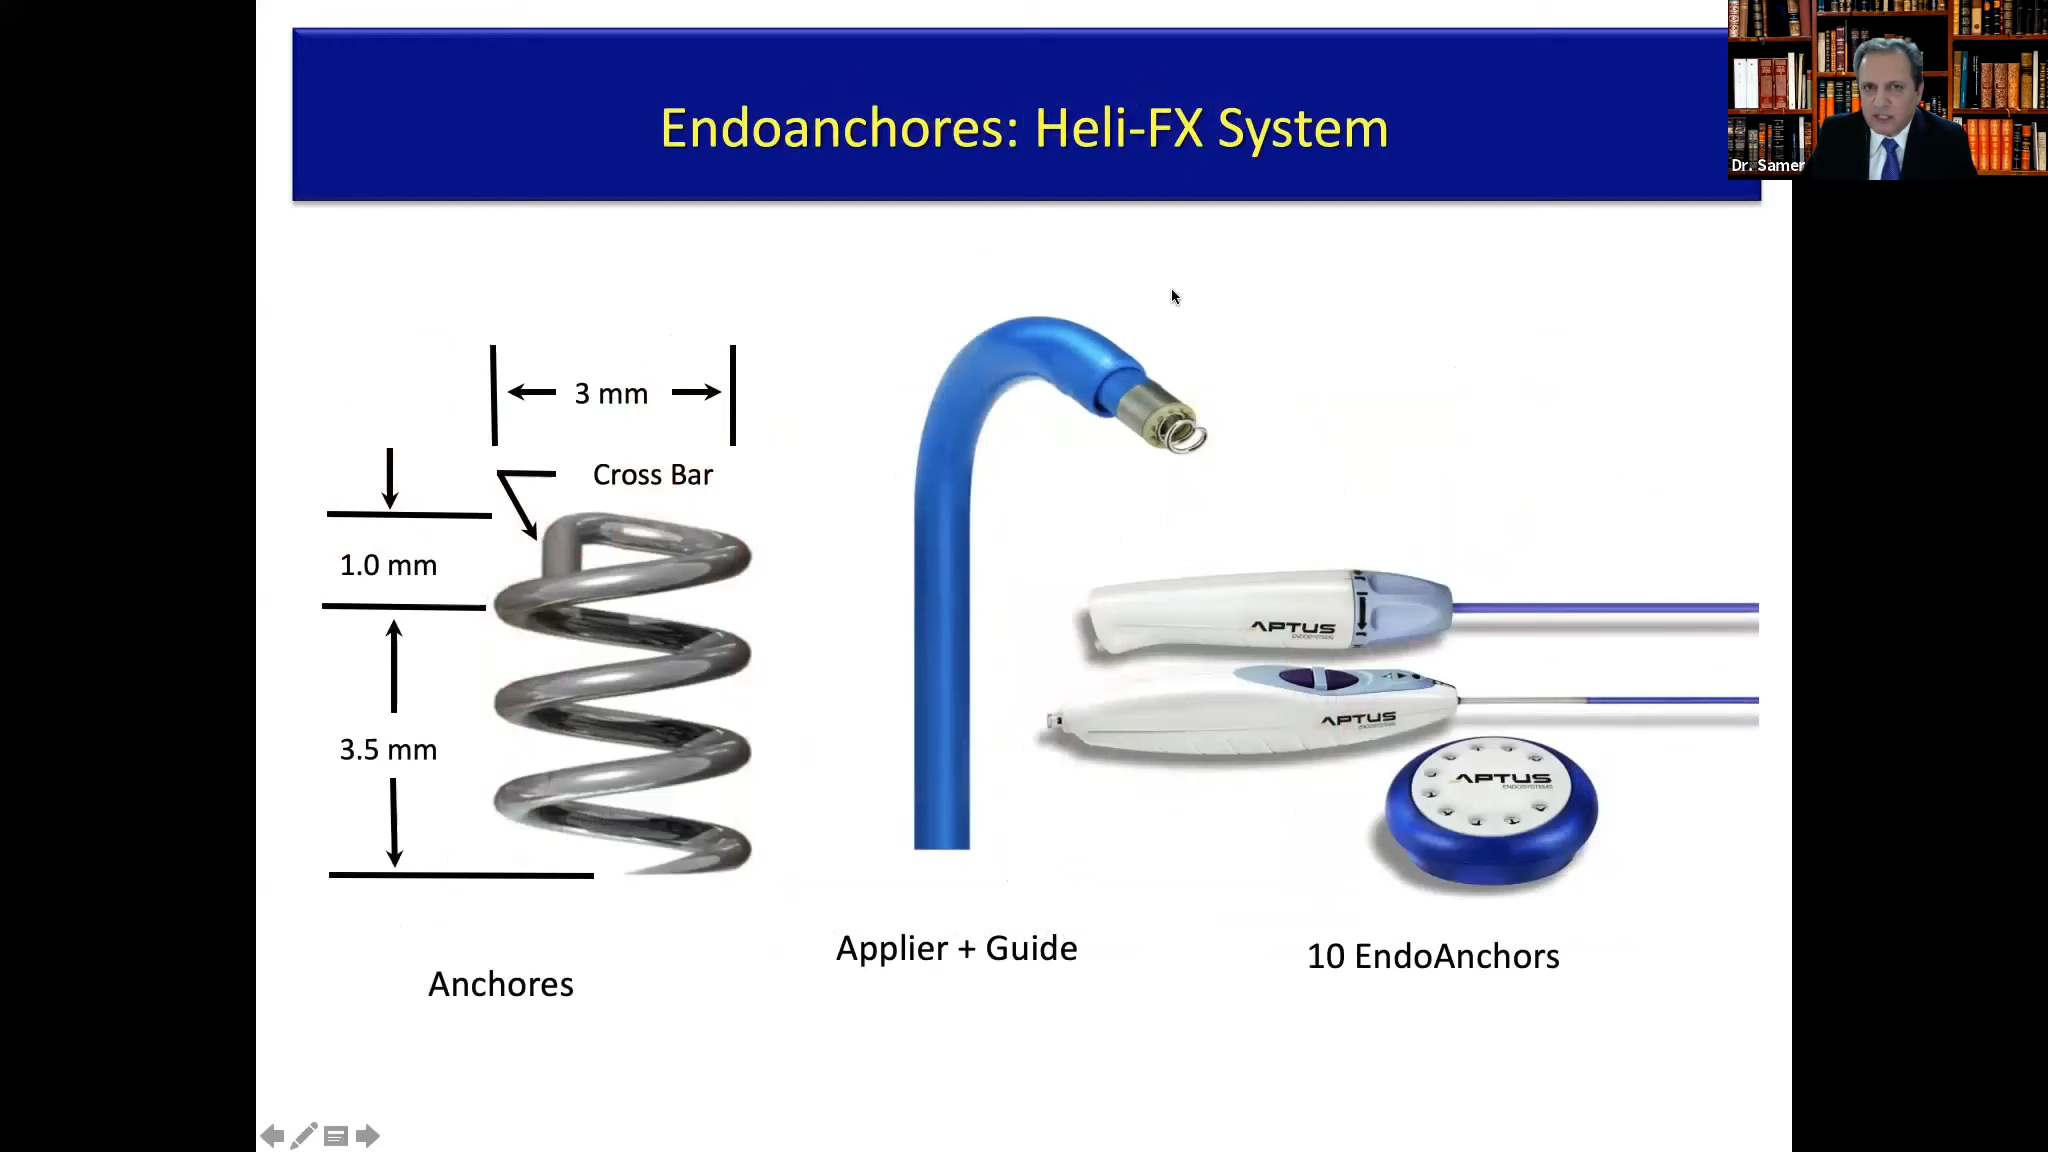 Endoanchores: Heli-FX System
Dr. Samer
3 mm
Cross Bar
1.0 mm
3.5 mm
APTUS
ENDOSYSTEMS
APTUS
ENDOSYSTEMS
APTUS
ENDOSYSTEMS
Anchores
Applier + Guide
10 EndoAnchors